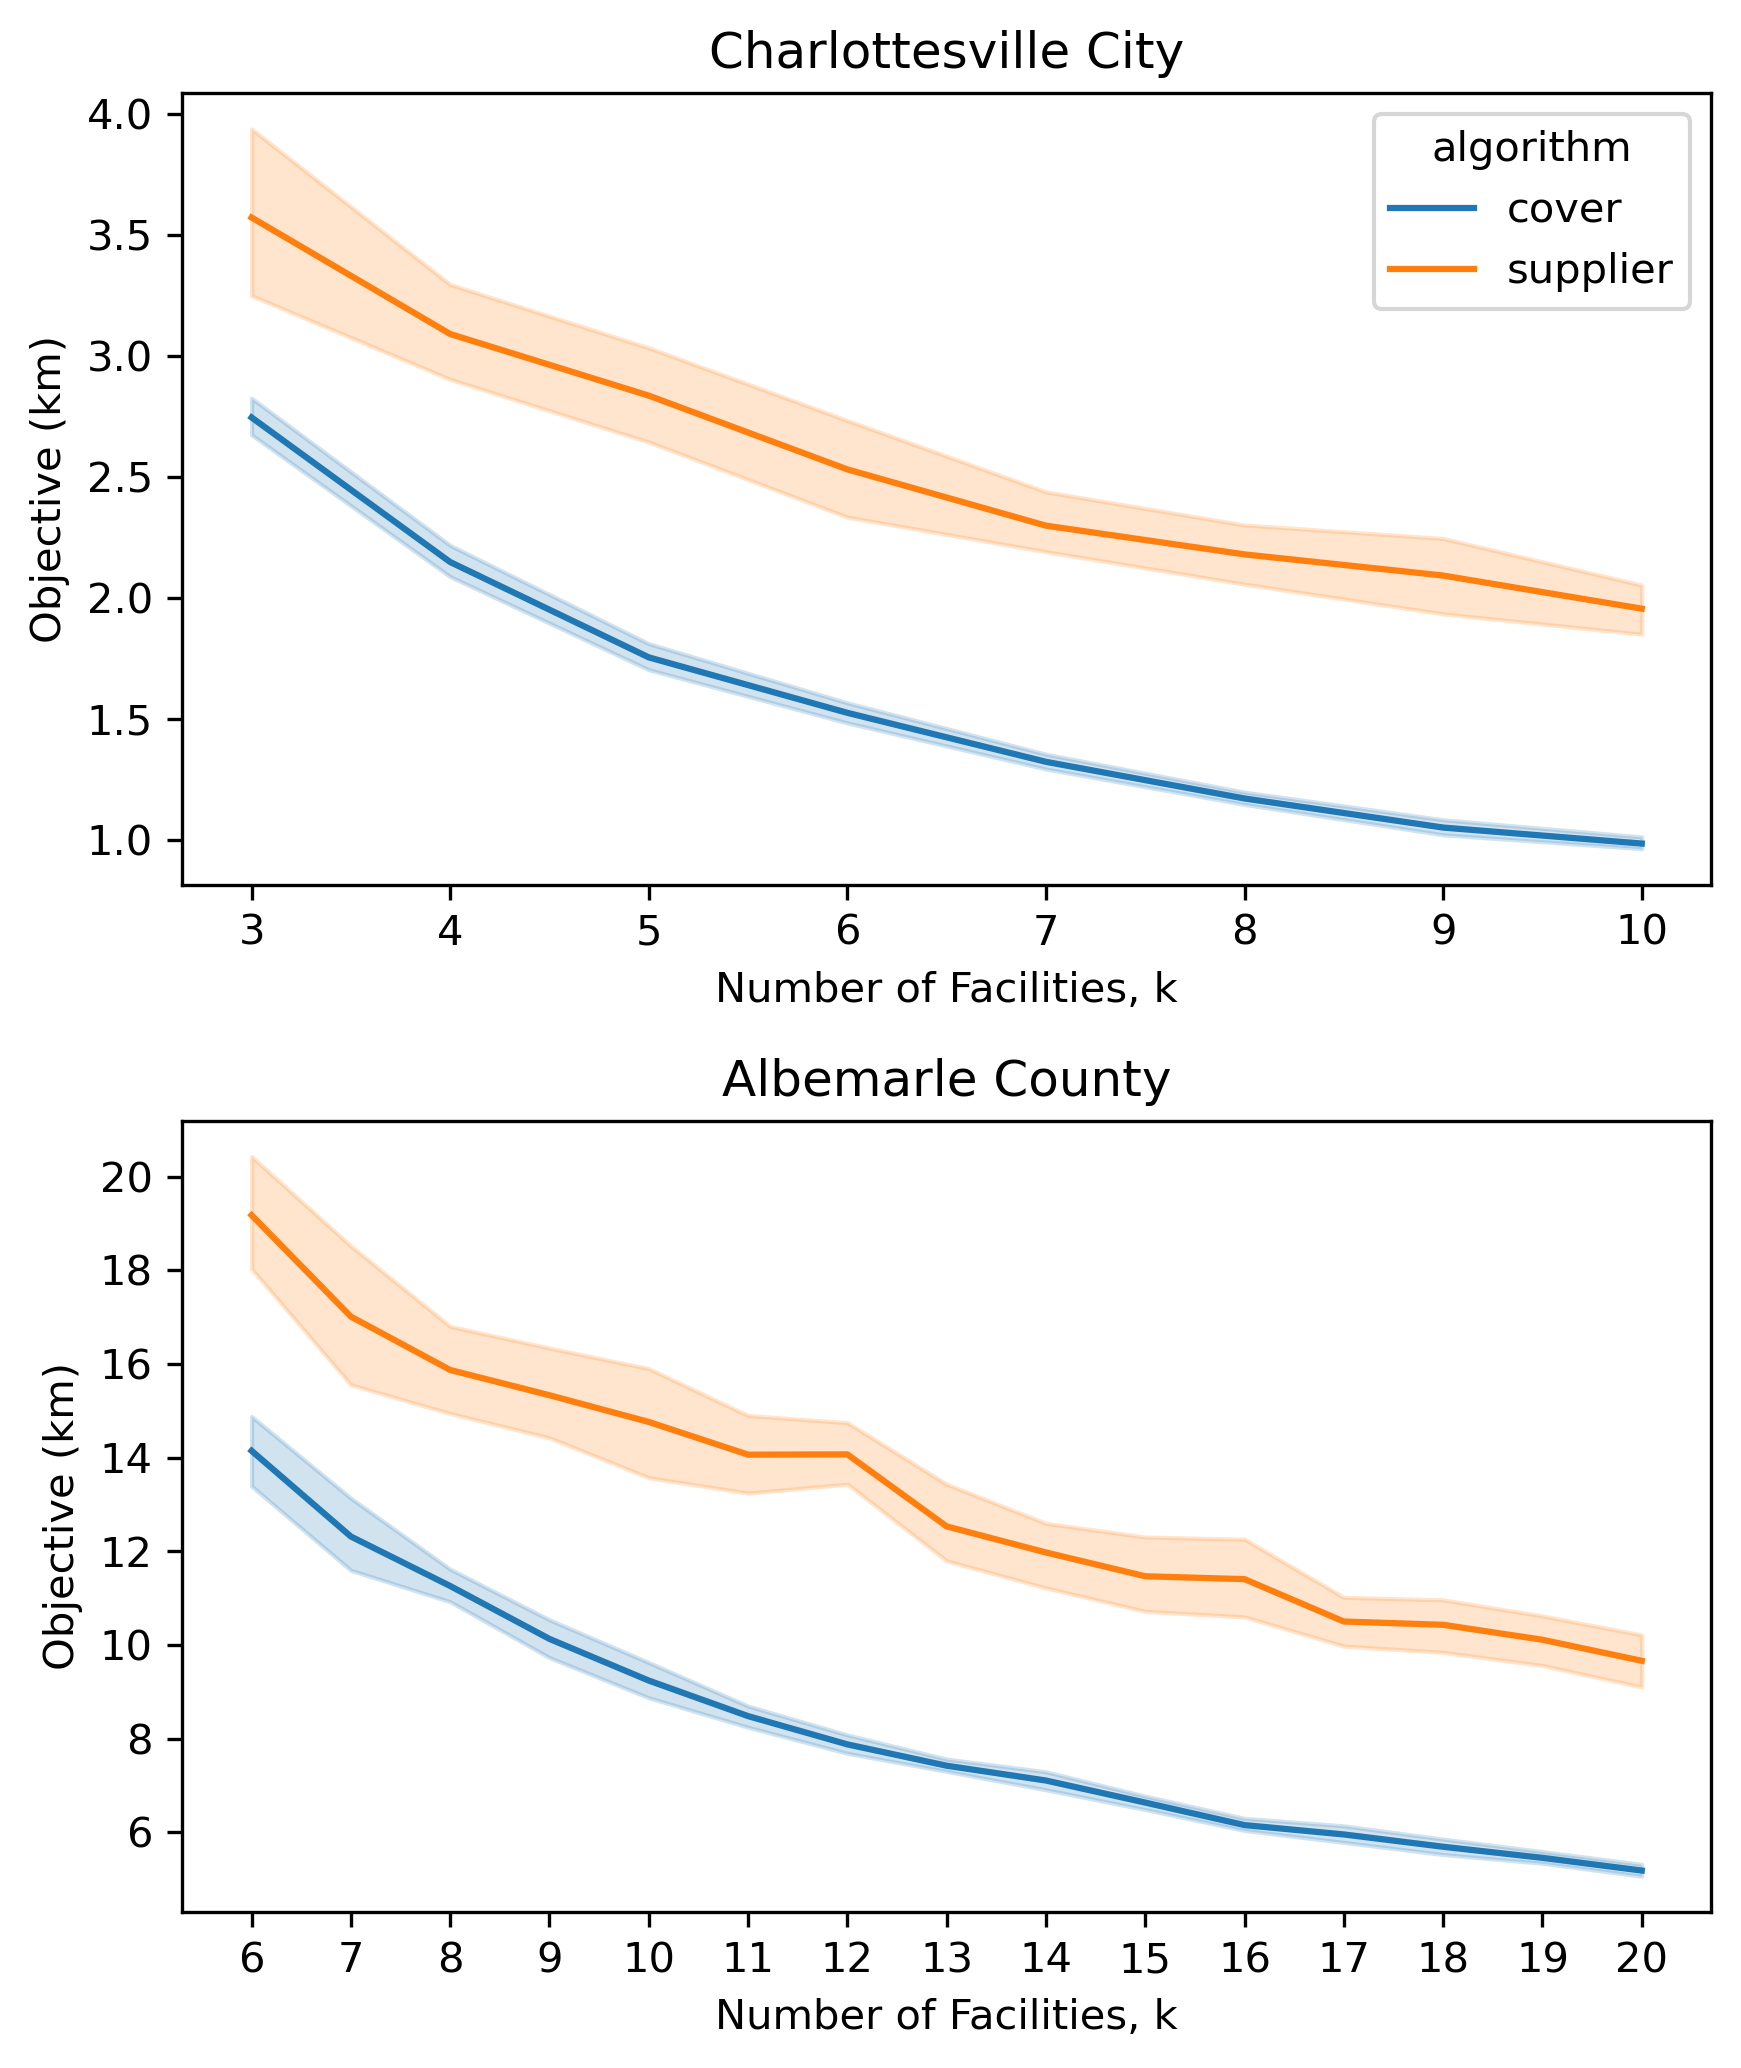 Charlottesville City
4.0
3.5
3.0
2.5
2.0
1.5
1.0
Objective (km)
algorithm
cover
supplier
3 4 5 6 7 8 9 10
Number of Facilities, k
Albemarle County
20
18
16
14
12
10
8
6
Objective (km)
6 7 8 9 10 11 12 13 14 15 16 17 18 19 20
Number of Facilities, k